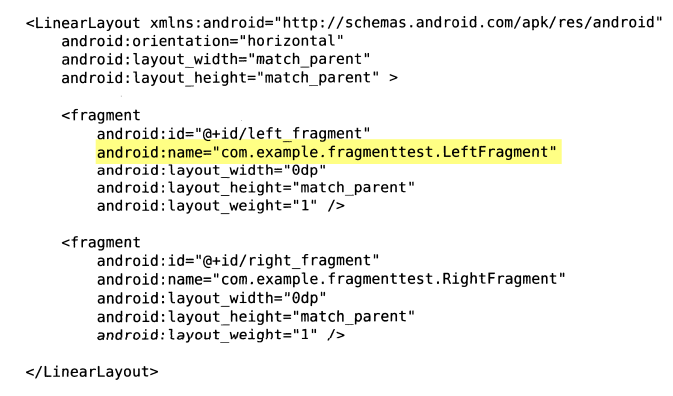 <LinearLayout xmlns:android="http://schemas.android.com/apk/res/android"
    android:orientation="horizontal"
    android:layout_width="match_parent"
    android:layout_height="match_parent" >

    <fragment
        android:id="@+id/left_fragment"
        android:name="com.example.fragmenttest.LeftFragment"
        android:layout_width="0dp"
        android:layout_height="match_parent"
        android:layout_weight="1" />

    <fragment
        android:id="@+id/right_fragment"
        android:name="com.example.fragmenttest.RightFragment"
        android:layout_width="0dp"
        android:layout_height="match_parent"
        android:layout_weight="1" />

</LinearLayout>